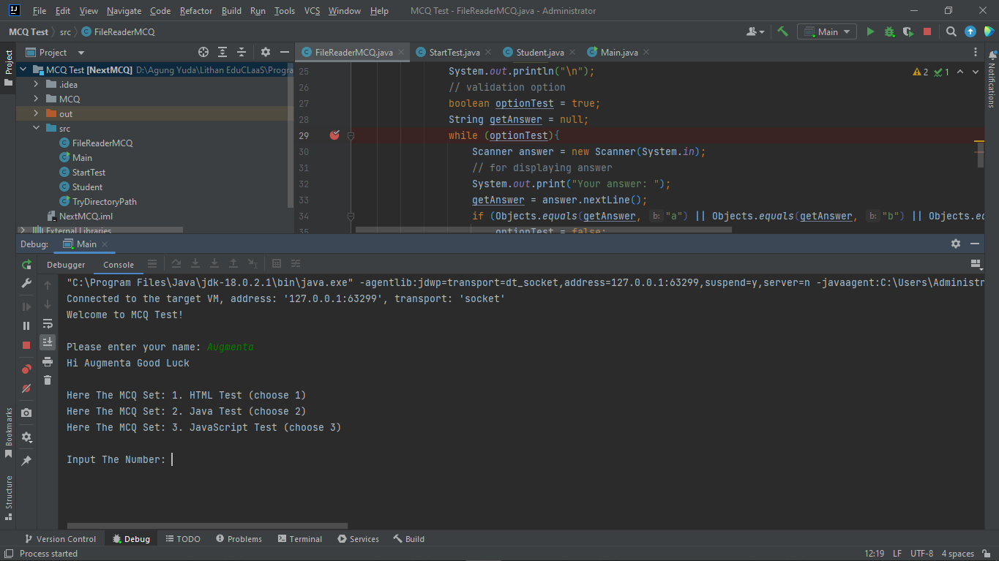 File Edit View Navigate Code Refactor Build Run Tools VCS Window Help MCQ Test - FileReaderMCQ.java - Administrator
MCQ Test src FileReaderMCQ Main
Project
Project
FileReaderMCQ.java StartTest.java Student.java Main.java
MCQ Test [NextMCQ] D:\Agung Yuda\Lithan EduCLaaS\Progra
.idea
MCQ
out
src
FileReaderMCQ
Main
StartTest
Student
TryDirectoryPath
NextMCQ.iml
External Libraries
25 System.out.println("\n");
26 // validation option
27 boolean optionTest = true;
28 String getAnswer = null;
29 while (optionTest){
30 Scanner answer = new Scanner(System.in);
31 // for displaying answer
32 System.out.print("Your answer: ");
33 getAnswer = answer.nextLine();
34 if (Objects.equals(getAnswer, b: "a") || Objects.equals(getAnswer, b: "b") || Objects.eq
35 optionTest = false;
2 1
Notifications
Debug: Main
Debugger Console
"C:\Program Files\Java\jdk-18.0.2.1\bin\java.exe" -agentlib:jdwp=transport=dt_socket,address=127.0.0.1:63299,suspend=y,server=n -javaagent:C:\Users\Administr
Connected to the target VM, address: '127.0.0.1:63299', transport: 'socket'
Welcome to MCQ Test!
Please enter your name: Augmenta
Hi Augmenta Good Luck
Here The MCQ Set: 1. HTML Test (choose 1)
Here The MCQ Set: 2. Java Test (choose 2)
Here The MCQ Set: 3. JavaScript Test (choose 3)
Input The Number:
Bookmarks
Structure
Version Control Debug TODO Problems Terminal Services Build
Process started 12:19 LF UTF-8 4 spaces